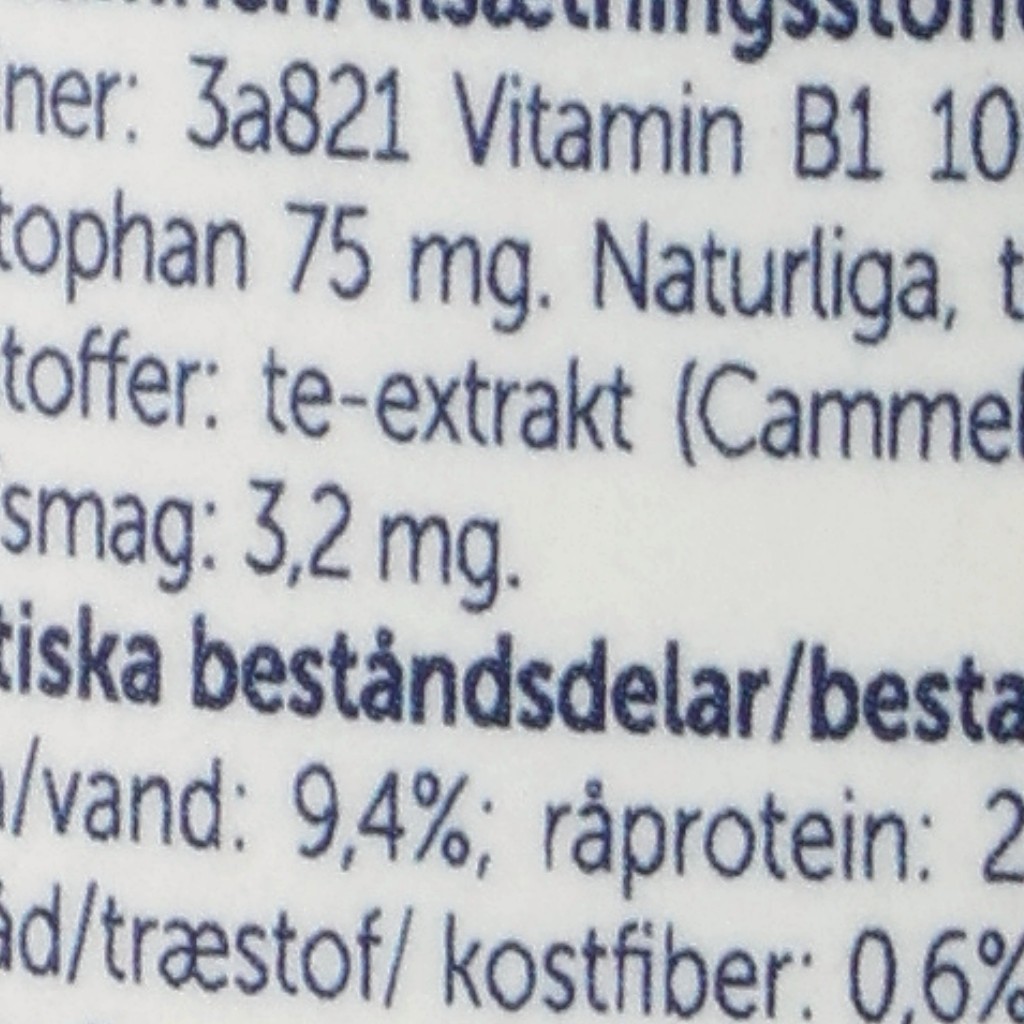 /tilsætningsstoffe
ner: 3a821 Vitamin B1 10
tophan 75 mg. Naturliga, t
toffer: te-extrakt (Cammel
smag: 3,2 mg.
tiska beståndsdelar/besta
/vand: 9,4%; råprotein: 2
åd/træstof/ kostfiber: 0,6%